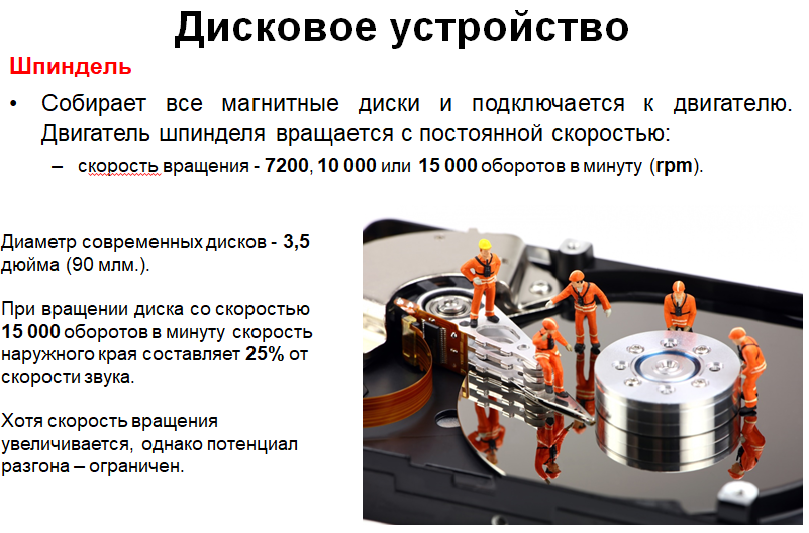 Дисковое устройство
Шпиндель
• Собирает все магнитные диски и подключается к двигателю.
Двигатель шпинделя вращается с постоянной скоростью:
– скорость вращения - 7200, 10 000 или 15 000 оборотов в минуту (rpm).
Диаметр современных дисков - 3,5
дюйма (90 млм.).
При вращении диска со скоростью
15 000 оборотов в минуту скорость
наружного края составляет 25% от
скорости звука.
Хотя скорость вращения
увеличивается, однако потенциал
разгона – ограничен.